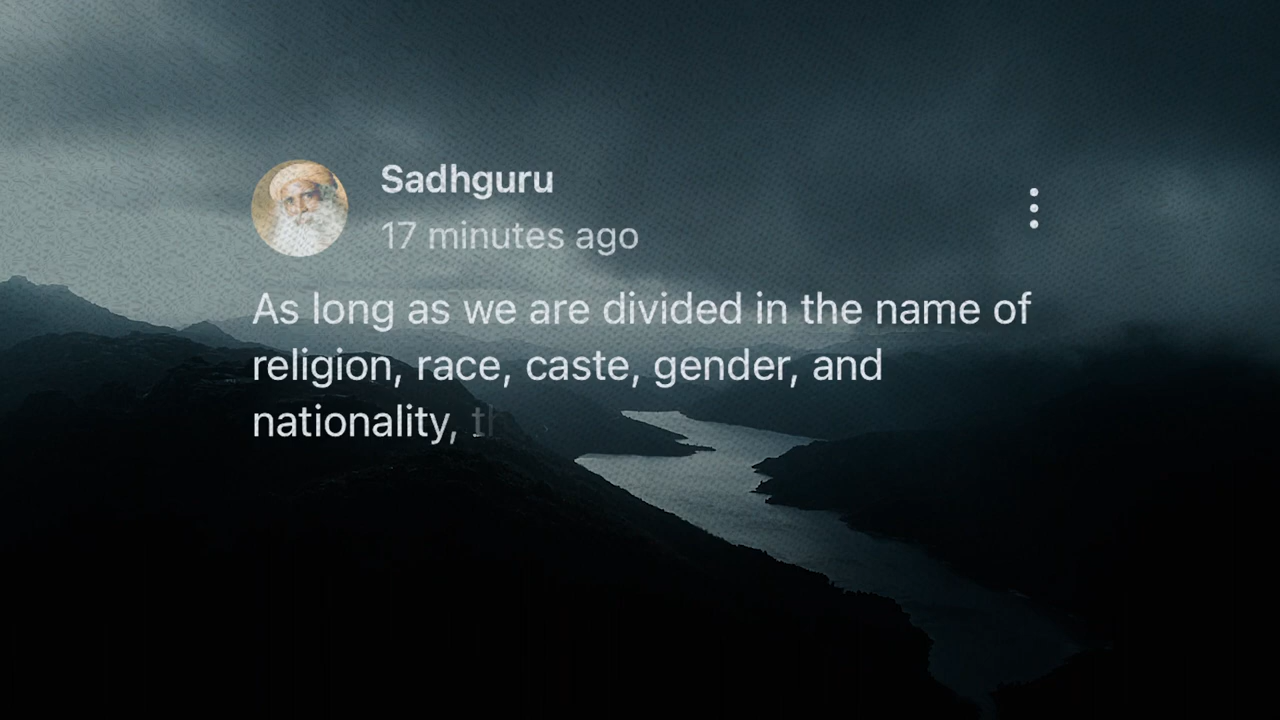 Sadhguru
17 minutes ago
As long as we are divided in the name of
religion, race, caste, gender, and
nationality,